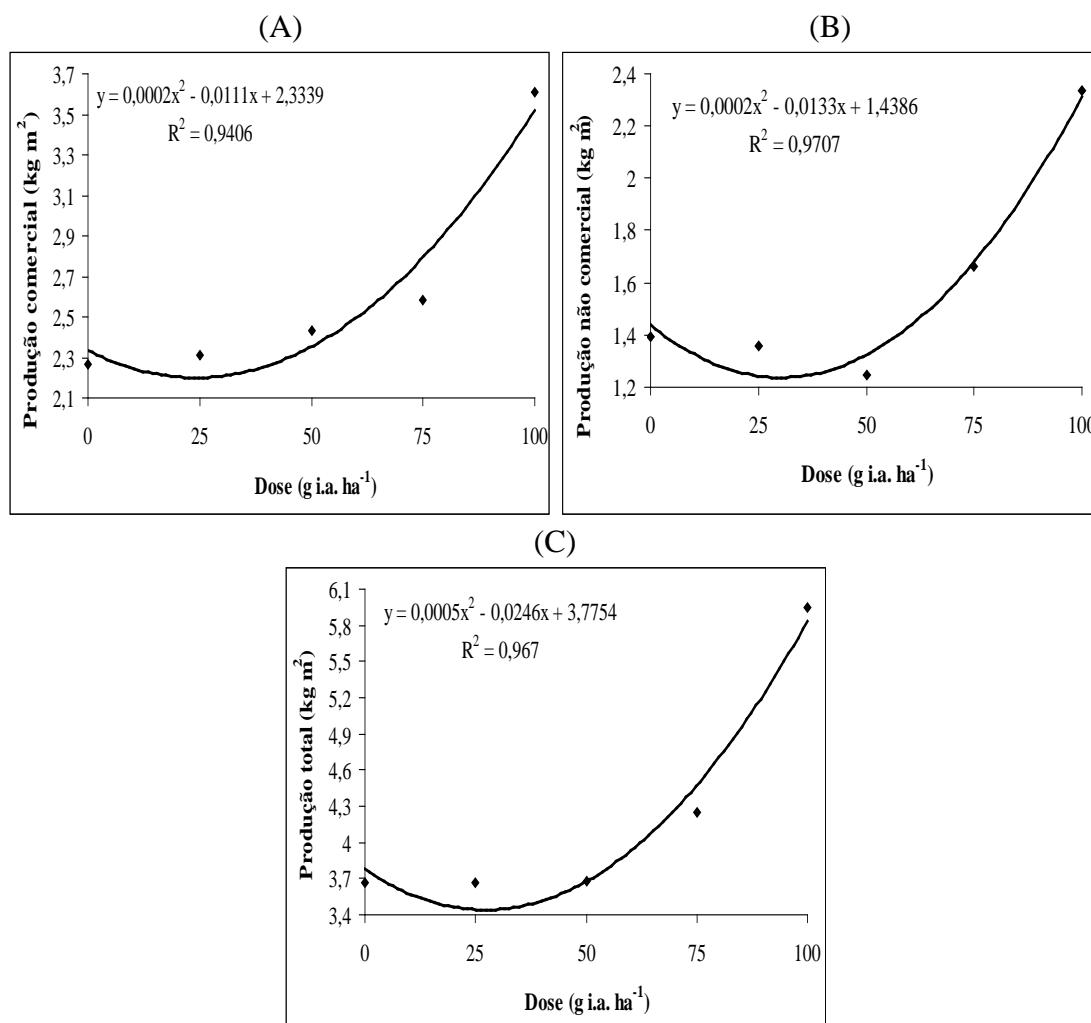 (A)
3,7
y = 0,0002x² - 0,0111x + 2,3339
R² = 0,9406
3,5
3,3
3,1
2,9
2,7
2,5
2,3
2,1
0 25 50 75 100
Produção comercial (kg m²)
Dose (g i.a. ha⁻¹)
(B)
2,4
y = 0,0002x² - 0,0133x + 1,4386
R² = 0,9707
2,2
2
1,8
1,6
1,4
1,2
0 25 50 75 100
Produção não comercial (kg m²)
Dose (g i.a. ha⁻¹)
(C)
6,1
y = 0,0005x² - 0,0246x + 3,7754
R² = 0,967
5,8
5,5
5,2
4,9
4,6
4,3
4
3,7
3,4
0 25 50 75 100
Produção total (kg m²)
Dose (g i.a. ha⁻¹)